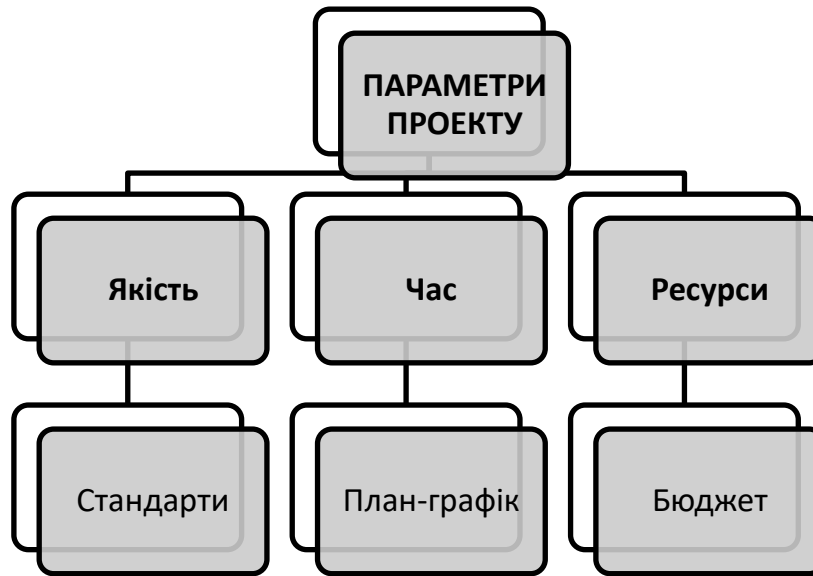 ПАРАМЕТРИ
ПРОЕКТУ
Якість
Час
Ресурси
Стандарти
План-графік
Бюджет